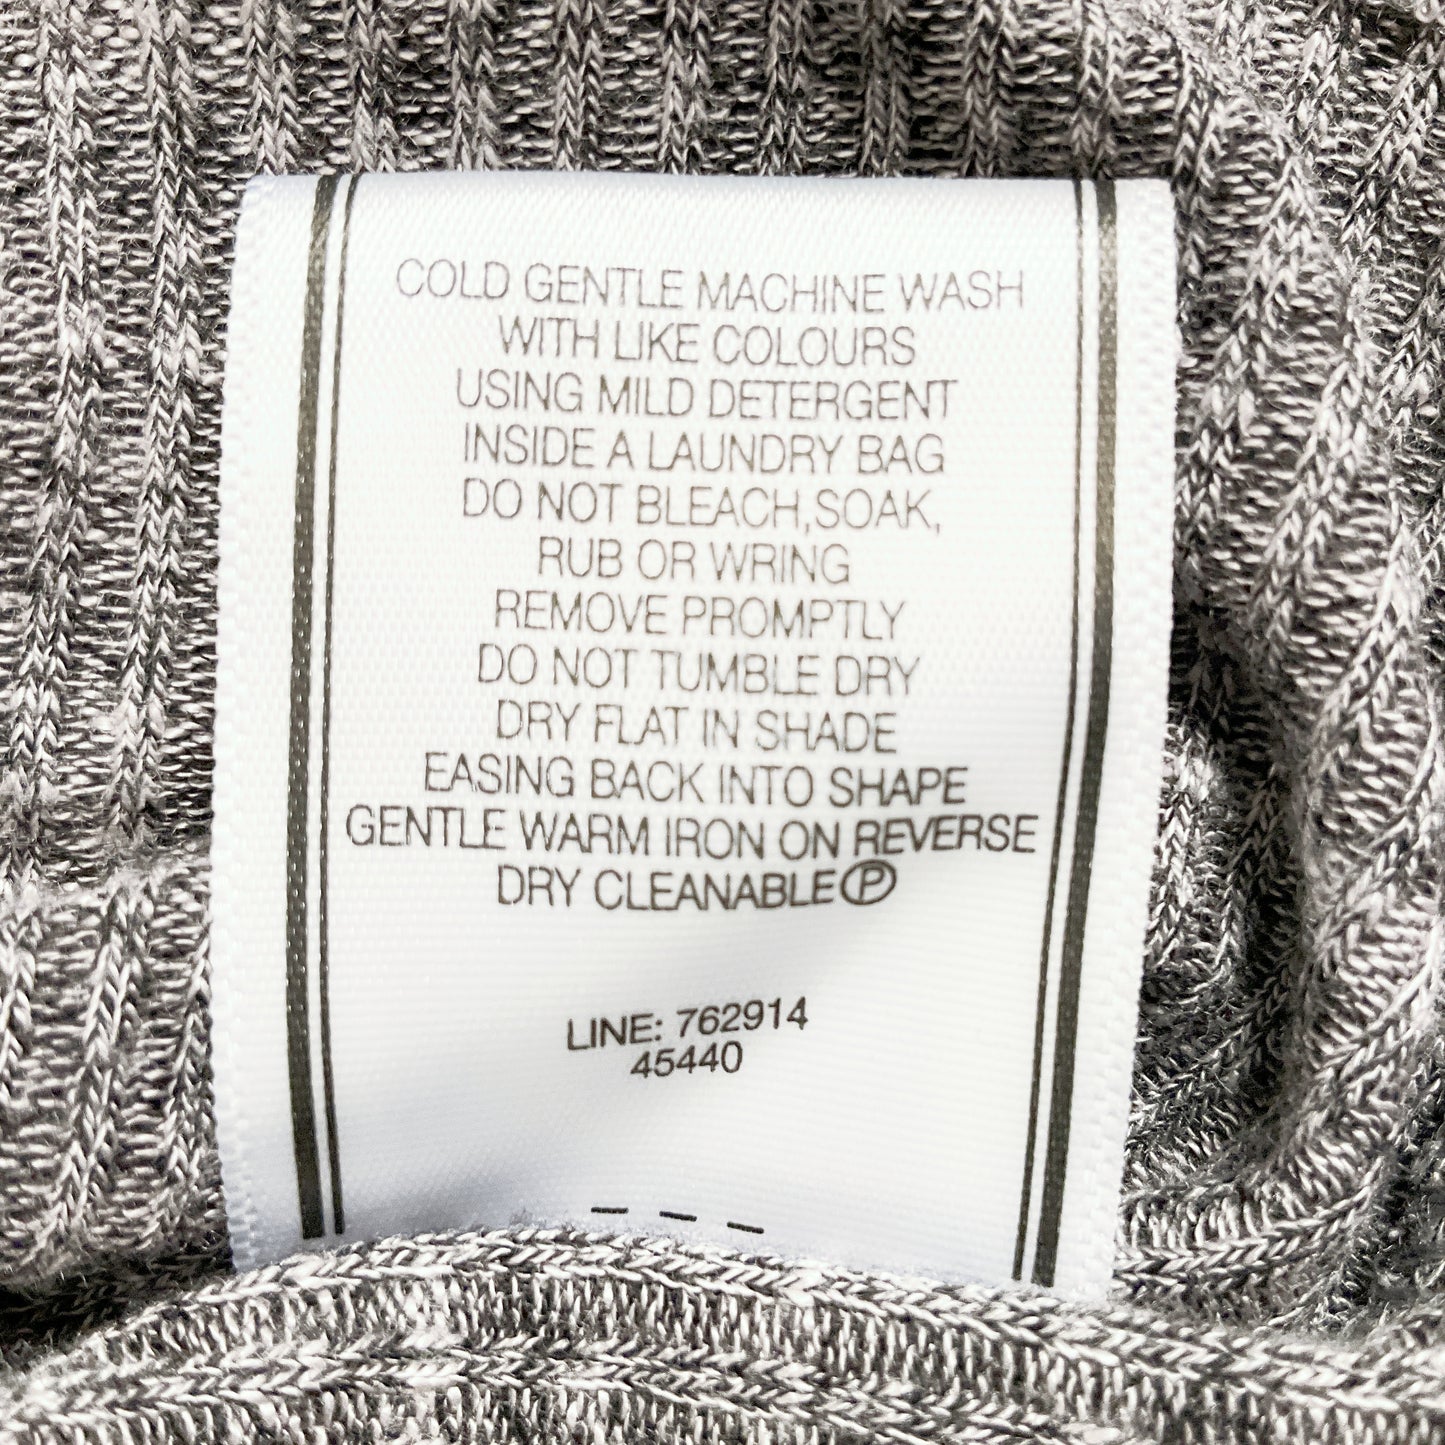 COLD GENTLE MACHINE WASH
WITH LIKE COLOURS
USING MILD DETERGENT
INSIDE A LAUNDRY BAG
DO NOT BLEACH,SOAK,
RUB OR WRING
REMOVE PROMPTLY
DO NOT TUMBLE DRY
DRY FLAT IN SHADE
EASING BACK INTO SHAPE
GENTLE WARM IRON ON REVERSE
DRY CLEANABLE Ⓟ
LINE: 762914
45440